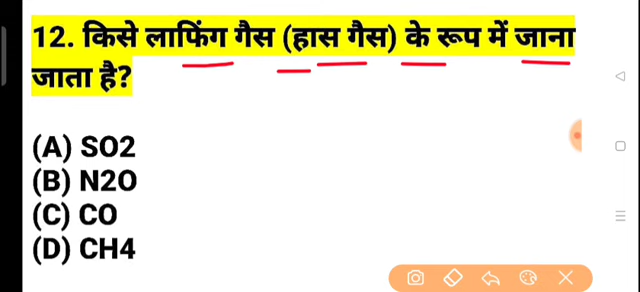 12. किसे लाफिंग गैस (हास गैस) के रूप में जाना
जाता है?
(A) SO2
(B) N2O
(C) CO
(D) CH4